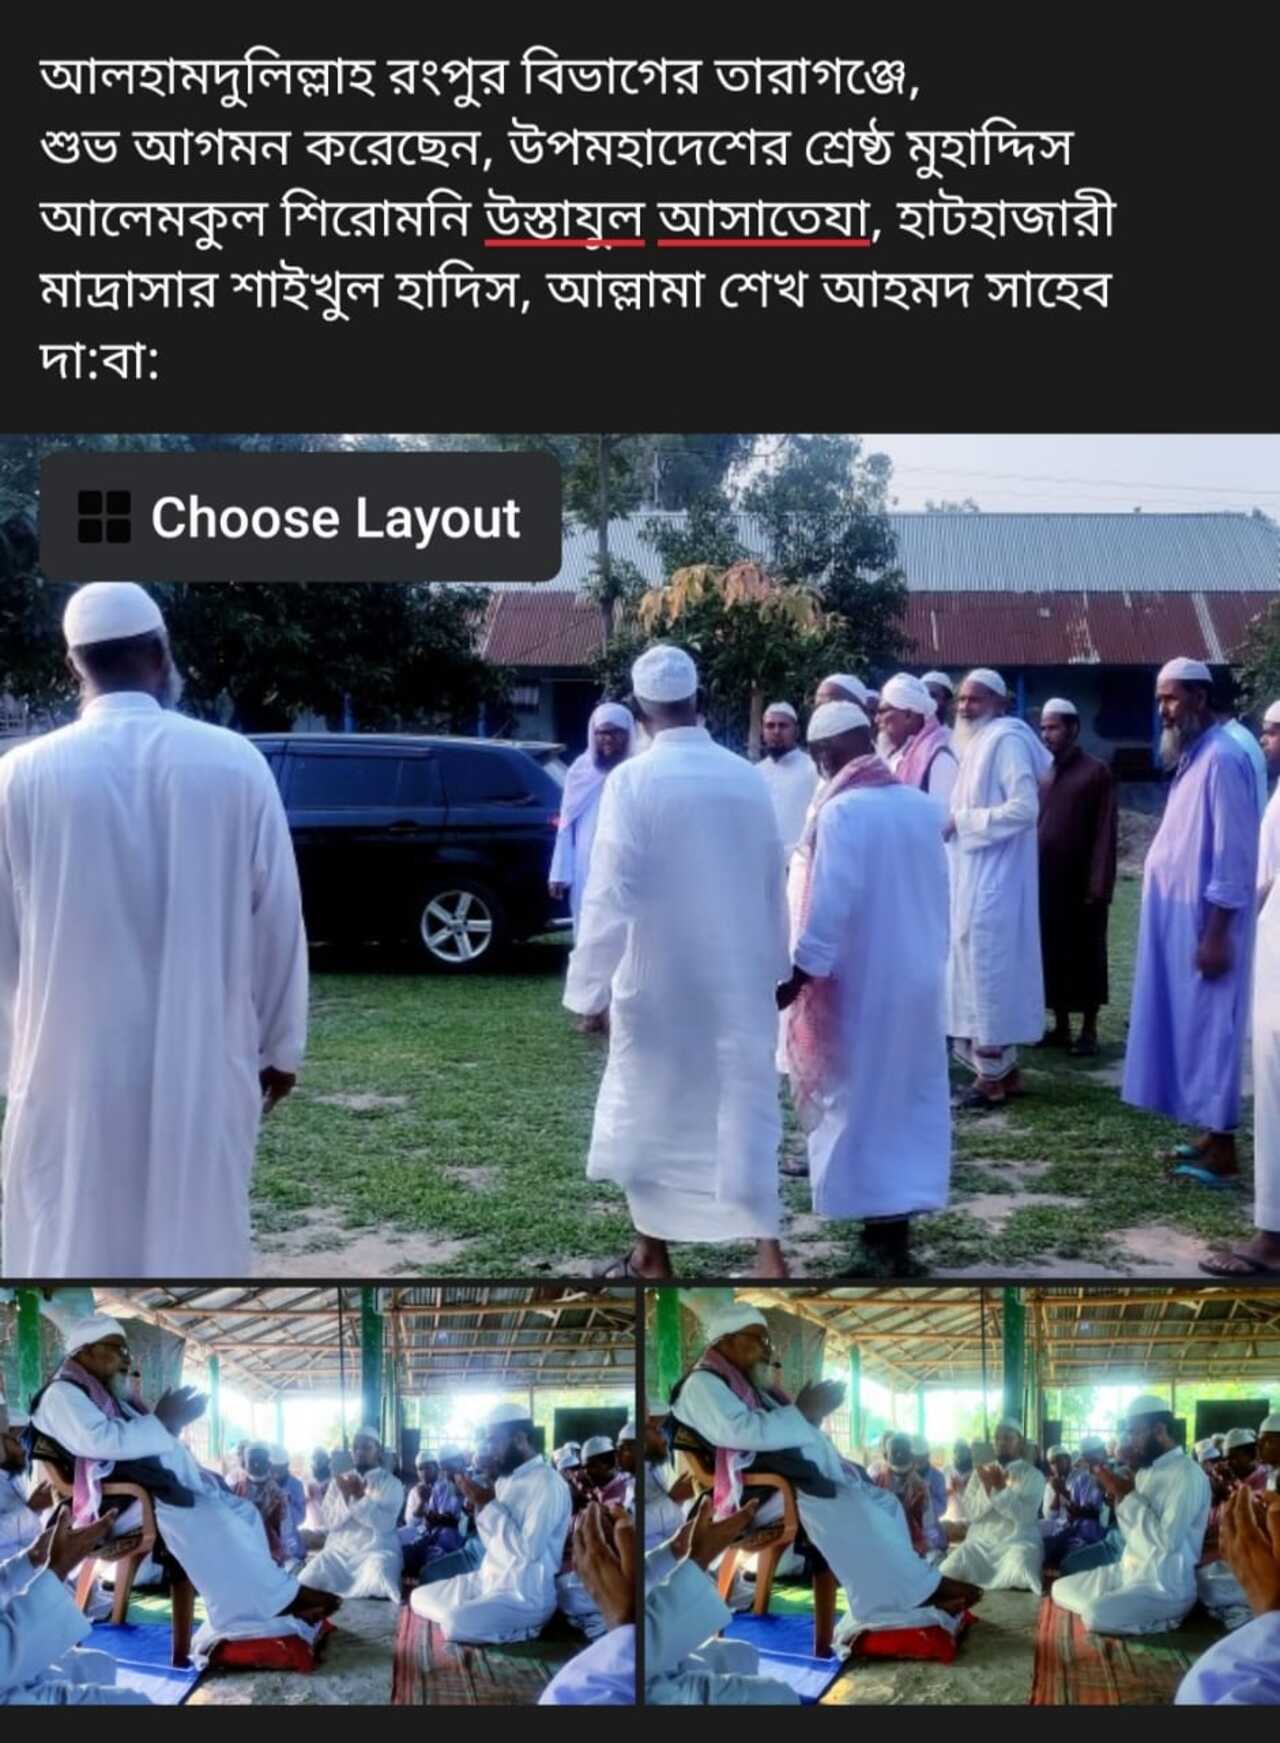 আলহামদুলিল্লাহ রংপুর বিভাগের তারাগঞ্জে,
শুভ আগমন করেছেন, উপমহাদেশের শ্রেষ্ঠ মুহাদ্দিস
আলেমকুল শিরোমনি উস্তাযুল আসাতেযা, হাটহাজারী
মাদ্রাসার শাইখুল হাদিস, আল্লামা শেখ আহমদ সাহেব
দা:বা:
Choose Layout